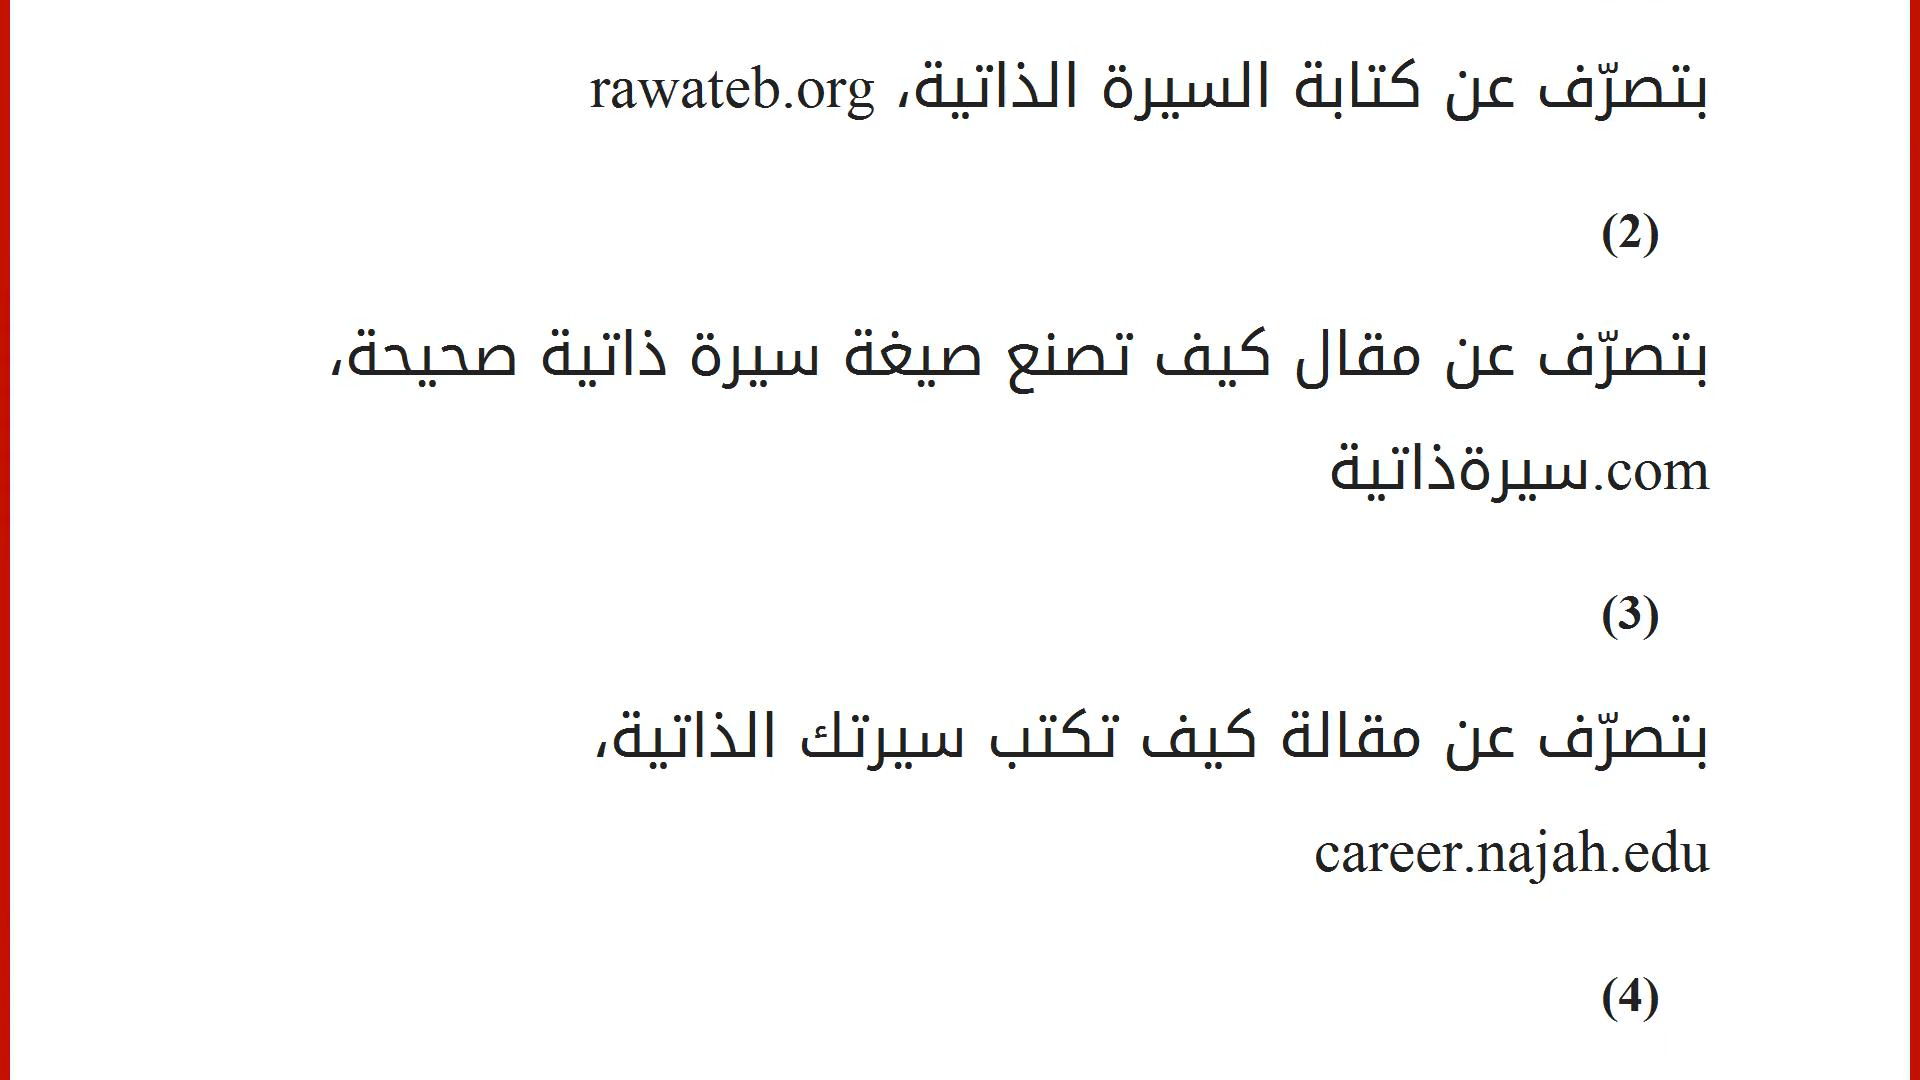 بتصرّف عن كتابة السيرة الذاتية، rawateb.org
(2)
بتصرّف عن مقال كيف تصنع صيغة سيرة ذاتية صحيحة،
com.سيرةذاتية
(3)
بتصرّف عن مقالة كيف تكتب سيرتك الذاتية،
career.najah.edu
(4)